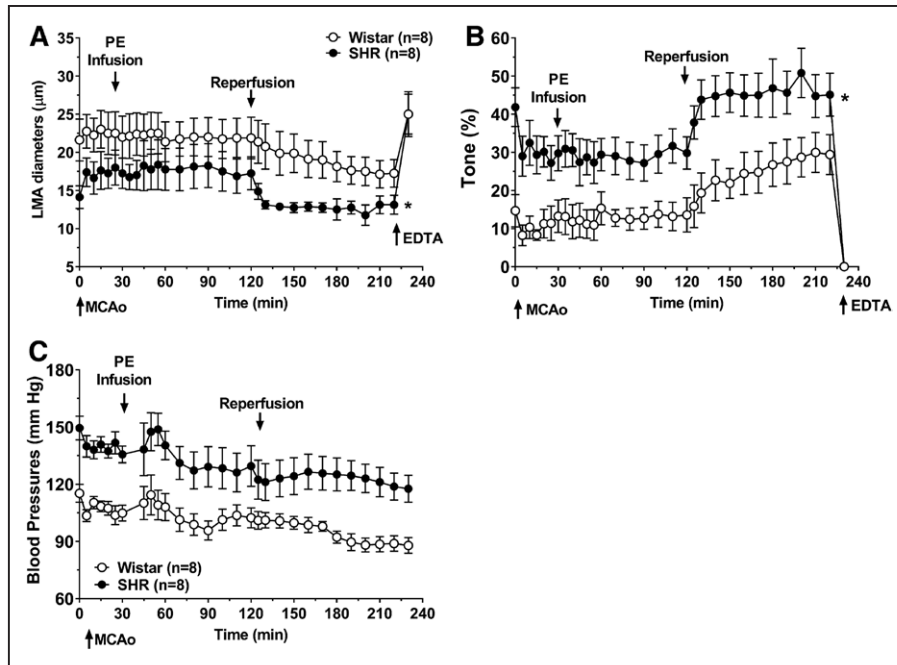 A
PE
Infusion
Wistar (n=8)
SHR (n=8)
Reperfusion
LMA diameters (µm)
35
30
25
20
15
10
5
*
EDTA
0 30 60 90 120 150 180 210 240
MCAo
Time (min)
B
Reperfusion
PE
Infusion
Tone (%)
60
50
40
30
20
10
0
*
0 30 60 90 120 150 180 210 240
MCAo
Time (min)
EDTA
C
PE
Infusion
Reperfusion
Blood Pressures (mm Hg)
180
150
120
90
60
Wistar (n=8)
SHR (n=8)
0 30 60 90 120 150 180 210 240
MCAo
Time (min)